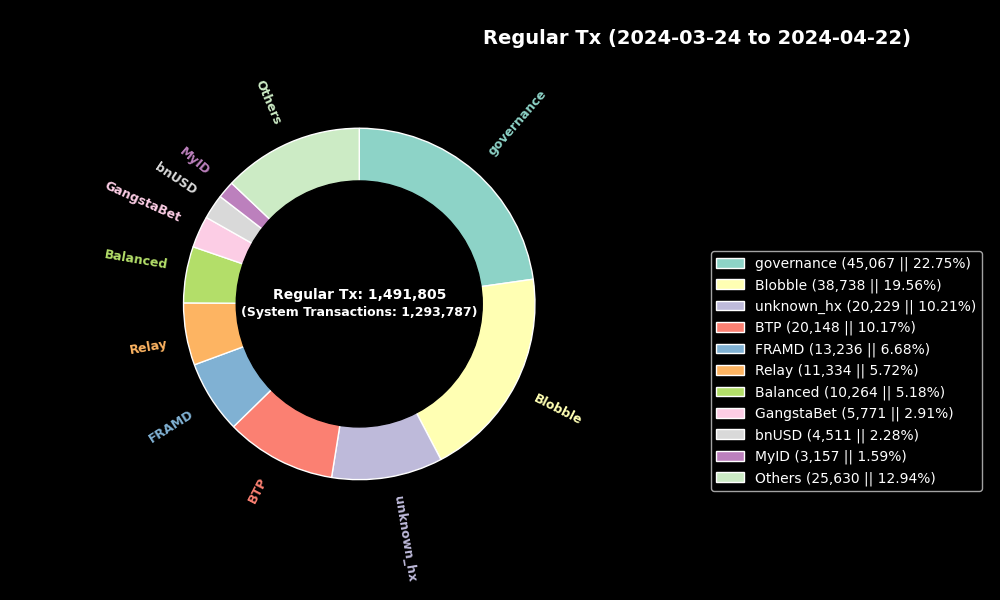 Regular Tx (2024-03-24 to 2024-04-22)
governance
Others
MyID
bnUSD
GangstaBet
Balanced
Relay
FRAMD
BTP
unknown_hx
Blobble
Regular Tx: 1,491,805
(System Transactions: 1,293,787)
governance (45,067 || 22.75%)
Blobble (38,738 || 19.56%)
unknown_hx (20,229 || 10.21%)
BTP (20,148 || 10.17%)
FRAMD (13,236 || 6.68%)
Relay (11,334 || 5.72%)
Balanced (10,264 || 5.18%)
GangstaBet (5,771 || 2.91%)
bnUSD (4,511 || 2.28%)
MyID (3,157 || 1.59%)
Others (25,630 || 12.94%)